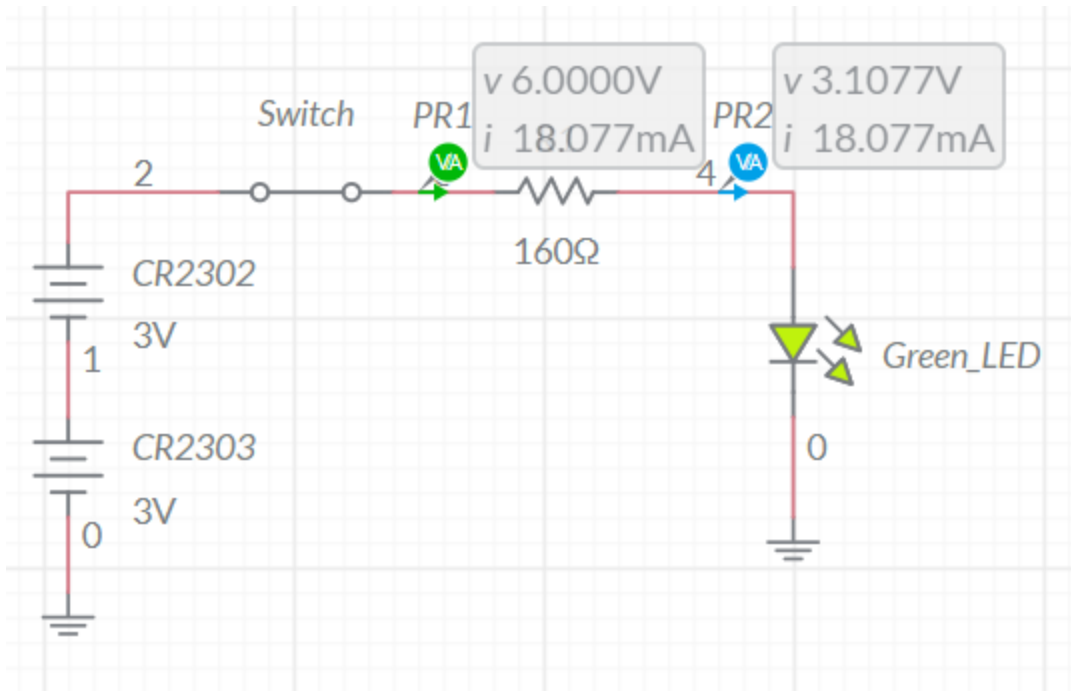 v 6.0000V
i 18.077mA
v 3.1077V
i 18.077mA
Switch
PR1
PR2
VA
VA
2
4
160Ω
CR2302
3V
1
Green_LED
CR2303
3V
0
0